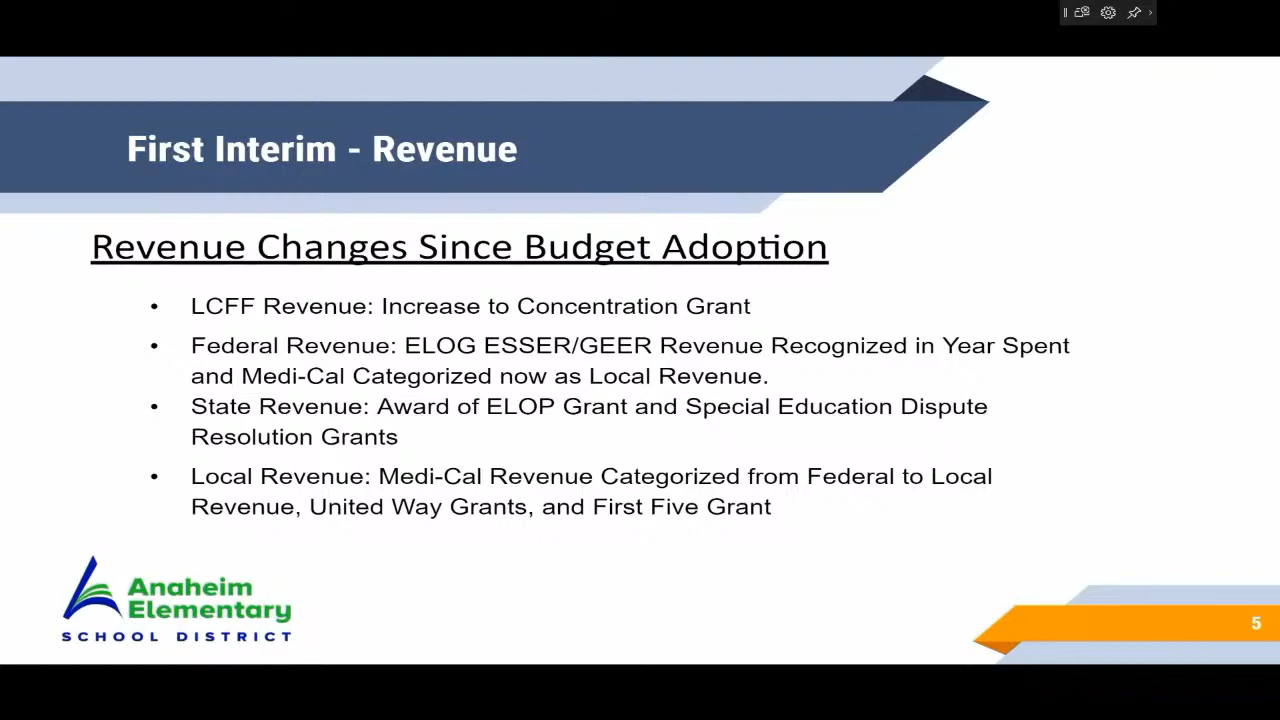 First Interim - Revenue
Revenue Changes Since Budget Adoption
• LCFF Revenue: Increase to Concentration Grant
• Federal Revenue: ELOG ESSER/GEER Revenue Recognized in Year Spent
and Medi-Cal Categorized now as Local Revenue.
• State Revenue: Award of ELOP Grant and Special Education Dispute
Resolution Grants
• Local Revenue: Medi-Cal Revenue Categorized from Federal to Local
Revenue, United Way Grants, and First Five Grant
Anaheim
Elementary
SCHOOL DISTRICT
5